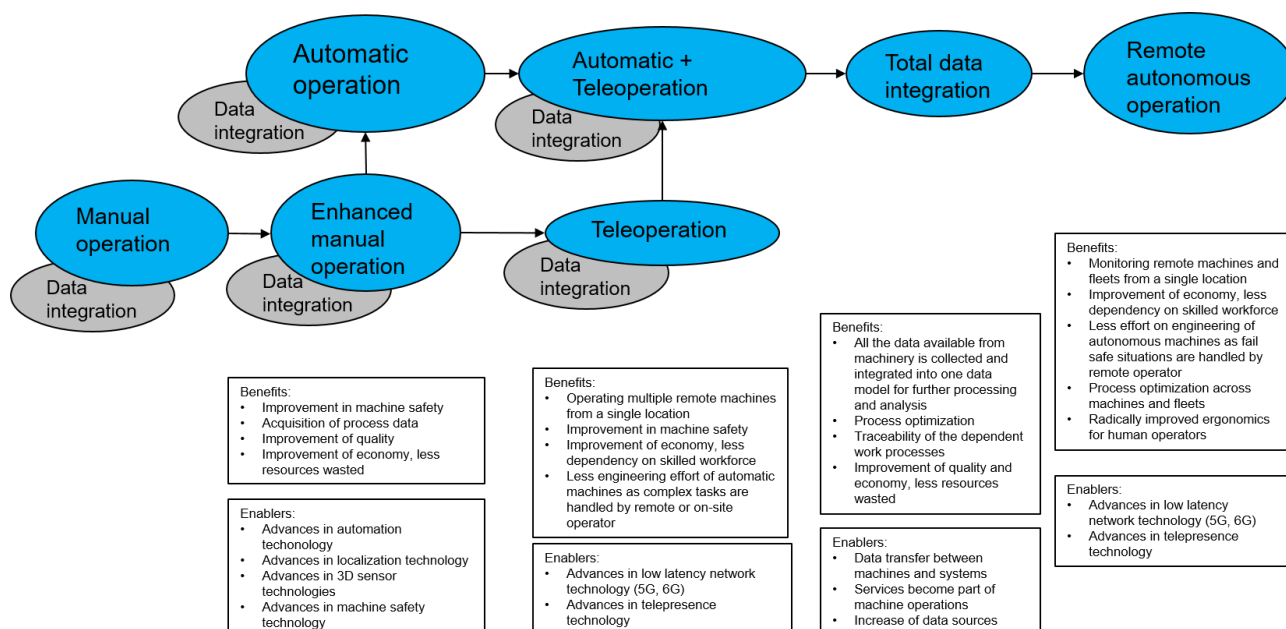 Automatic
operation
Data
integration
Automatic +
Teleoperation
Data
integration
Total data
integration
Remote
autonomous
operation
Manual
operation
Data
integration
Enhanced
manual
operation
Data
integration
Teleoperation
Data
integration
Benefits:
• Improvement in machine safety
• Acquisition of process data
• Improvement of quality
• Improvement of economy, less
resources wasted
Enablers:
• Advances in automation
techonology
• Advances in localization technology
• Advances in 3D sensor
technologies
• Advances in machine safety
technology
Benefits:
• Operating multiple remote machines
from a single location
• Improvement in machine safety
• Improvement of economy, less
dependency on skilled workforce
• Less engineering effort of automatic
machines as complex tasks are
handled by remote or on-site
operator
Enablers:
• Advances in low latency network
technology (5G, 6G)
• Advances in telepresence
technology
Benefits:
• All the data available from
machinery is collected and
integrated into one data
model for further processing
and analysis
• Process optimization
• Traceability of the dependent
work processes
• Improvement of quality and
economy, less resources
wasted
Enablers:
• Data transfer between
machines and systems
• Services become part of
machine operations
• Increase of data sources
Benefits:
• Monitoring remote machines and
fleets from a single location
• Improvement of economy, less
dependency on skilled workforce
• Less effort on engineering of
autonomous machines as fail
safe situations are handled by
remote operator
• Process optimization across
machines and fleets
• Radically improved ergonomics
for human operators
Enablers:
• Advances in low latency
network technology (5G, 6G)
• Advances in telepresence
technology